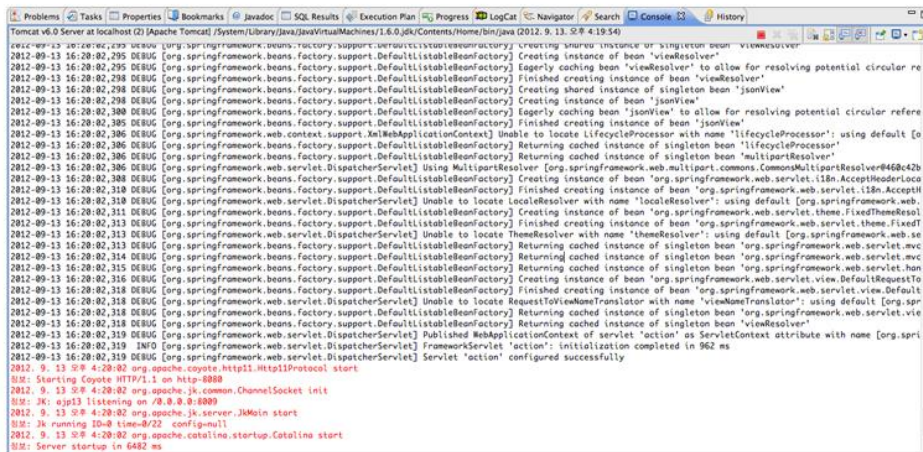 Problems Tasks Properties Bookmarks Javadoc SQL Results Execution Plan Progress LogCat Navigator Search Console History
Tomcat v6.0 Server at localhost (2) [Apache Tomcat] /System/Library/Java/JavaVirtualMachines/1.6.0.jdk/Contents/Home/bin/java (2012. 9. 13. 오후 4:19:54)
2012-09-13 16:20:02,295 DEBUG [org.springframework.beans.factory.support.DefaultListableBeanFactory] Creating shared instance of singleton bean 'viewResolver'
2012-09-13 16:20:02,295 DEBUG [org.springframework.beans.factory.support.DefaultListableBeanFactory] Creating instance of bean 'viewResolver'
2012-09-13 16:20:02,295 DEBUG [org.springframework.beans.factory.support.DefaultListableBeanFactory] Eagerly caching bean 'viewResolver' to allow for resolving potential circular re
2012-09-13 16:20:02,298 DEBUG [org.springframework.beans.factory.support.DefaultListableBeanFactory] Finished creating instance of bean 'viewResolver'
2012-09-13 16:20:02,298 DEBUG [org.springframework.beans.factory.support.DefaultListableBeanFactory] Creating shared instance of singleton bean 'jsonView'
2012-09-13 16:20:02,298 DEBUG [org.springframework.beans.factory.support.DefaultListableBeanFactory] Creating instance of bean 'jsonView'
2012-09-13 16:20:02,300 DEBUG [org.springframework.beans.factory.support.DefaultListableBeanFactory] Eagerly caching bean 'jsonView' to allow for resolving potential circular refere
2012-09-13 16:20:02,305 DEBUG [org.springframework.beans.factory.support.DefaultListableBeanFactory] Finished creating instance of bean 'jsonView'
2012-09-13 16:20:02,306 DEBUG [org.springframework.web.context.support.XmlWebApplicationContext] Unable to locate LifecycleProcessor with name 'lifecycleProcessor': using default [o
2012-09-13 16:20:02,306 DEBUG [org.springframework.beans.factory.support.DefaultListableBeanFactory] Returning cached instance of singleton bean 'lifecycleProcessor'
2012-09-13 16:20:02,306 DEBUG [org.springframework.beans.factory.support.DefaultListableBeanFactory] Returning cached instance of singleton bean 'multipartResolver'
2012-09-13 16:20:02,306 DEBUG [org.springframework.web.servlet.DispatcherServlet] Using MultipartResolver [org.springframework.web.multipart.commons.CommonsMultipartResolver@460c42b
2012-09-13 16:20:02,308 DEBUG [org.springframework.beans.factory.support.DefaultListableBeanFactory] Creating instance of bean 'org.springframework.web.servlet.i18n.AcceptHeaderLoca
2012-09-13 16:20:02,310 DEBUG [org.springframework.beans.factory.support.DefaultListableBeanFactory] Finished creating instance of bean 'org.springframework.web.servlet.i18n.AcceptH
2012-09-13 16:20:02,310 DEBUG [org.springframework.web.servlet.DispatcherServlet] Unable to locate LocaleResolver with name 'localeResolver': using default [org.springframework.web.
2012-09-13 16:20:02,313 DEBUG [org.springframework.beans.factory.support.DefaultListableBeanFactory] Creating instance of bean 'org.springframework.web.servlet.theme.FixedThemeResol
2012-09-13 16:20:02,313 DEBUG [org.springframework.beans.factory.support.DefaultListableBeanFactory] Finished creating instance of bean 'org.springframework.web.servlet.theme.FixedT
2012-09-13 16:20:02,313 DEBUG [org.springframework.web.servlet.DispatcherServlet] Unable to locate ThemeResolver with name 'themeResolver': using default [org.springframework.web.se
2012-09-13 16:20:02,313 DEBUG [org.springframework.beans.factory.support.DefaultListableBeanFactory] Returning cached instance of singleton bean 'org.springframework.web.servlet.mvc
2012-09-13 16:20:02,314 DEBUG [org.springframework.beans.factory.support.DefaultListableBeanFactory] Returning cached instance of singleton bean 'org.springframework.web.servlet.mvc
2012-09-13 16:20:02,315 DEBUG [org.springframework.beans.factory.support.DefaultListableBeanFactory] Returning cached instance of singleton bean 'org.springframework.web.servlet.mvc
2012-09-13 16:20:02,316 DEBUG [org.springframework.beans.factory.support.DefaultListableBeanFactory] Creating instance of bean 'org.springframework.web.servlet.view.DefaultRequestTo
2012-09-13 16:20:02,318 DEBUG [org.springframework.beans.factory.support.DefaultListableBeanFactory] Finished creating instance of bean 'org.springframework.web.servlet.view.Default
2012-09-13 16:20:02,318 DEBUG [org.springframework.web.servlet.DispatcherServlet] Unable to locate RequestToViewNameTranslator with name 'viewNameTranslator': using default [org.spr
2012-09-13 16:20:02,318 DEBUG [org.springframework.beans.factory.support.DefaultListableBeanFactory] Returning cached instance of singleton bean 'org.springframework.web.servlet.vie
2012-09-13 16:20:02,318 DEBUG [org.springframework.beans.factory.support.DefaultListableBeanFactory] Returning cached instance of singleton bean 'viewResolver'
2012-09-13 16:20:02,319 DEBUG [org.springframework.web.servlet.DispatcherServlet] Published WebApplicationContext of servlet 'action' as ServletContext attribute with name [org.spri
2012-09-13 16:20:02,319 INFO [org.springframework.web.servlet.DispatcherServlet] FrameworkServlet 'action': initialization completed in 962 ms
2012-09-13 16:20:02,319 DEBUG [org.springframework.web.servlet.DispatcherServlet] Servlet 'action' configured successfully
2012. 9. 13 오후 4:20:02 org.apache.coyote.http11.Http11Protocol start
정보: Starting Coyote HTTP/1.1 on http-8080
2012. 9. 13 오후 4:20:02 org.apache.jk.common.ChannelSocket init
정보: JK: ajp13 listening on /0.0.0.0:8009
2012. 9. 13 오후 4:20:02 org.apache.jk.server.JkMain start
정보: Jk running ID=0 time=0/22 config=null
2012. 9. 13 오후 4:20:02 org.apache.catalina.startup.Catalina start
정보: Server startup in 6482 ms